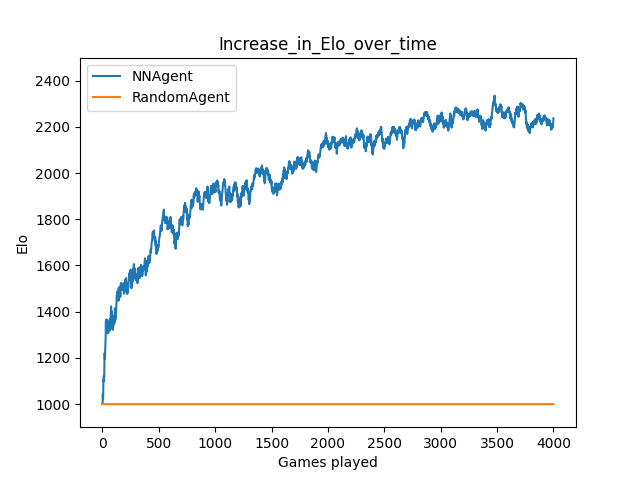 Increase_in_Elo_over_time
NNAgent
RandomAgent
2400
2200
2000
1800
1600
1400
1200
1000
Elo
0 500 1000 1500 2000 2500 3000 3500 4000
Games played